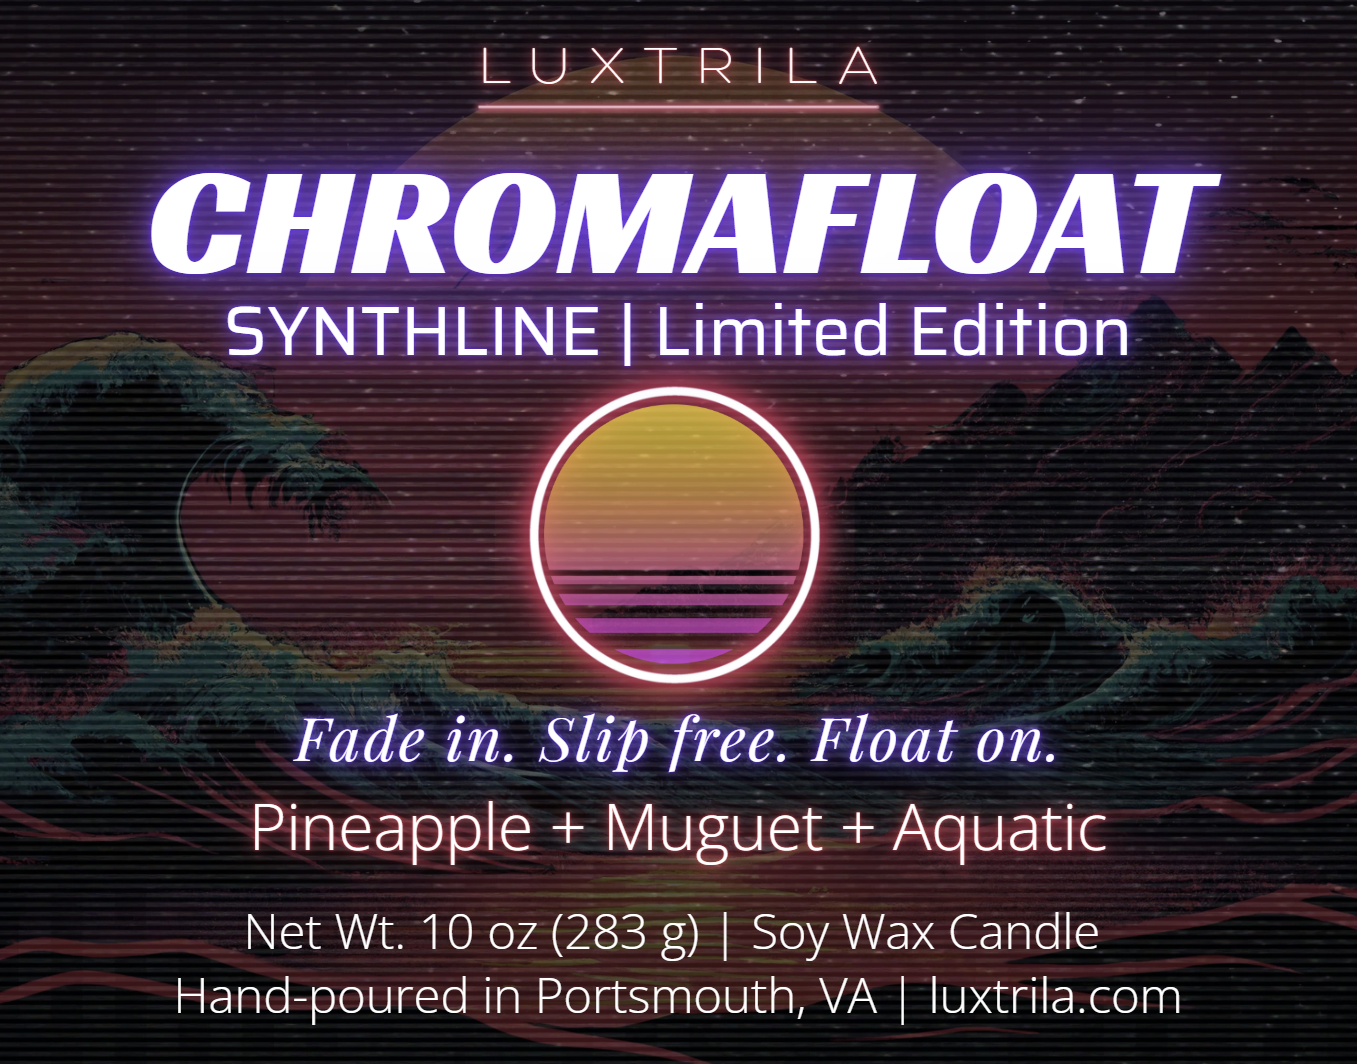 LUXTRILA
CHROMAFLOAT
SYNTHLINE | Limited Edition
Fade in. Slip free. Float on.
Pineapple + Muguet + Aquatic
Net Wt. 10 oz (283 g) | Soy Wax Candle
Hand-poured in Portsmouth, VA | luxtrila.com